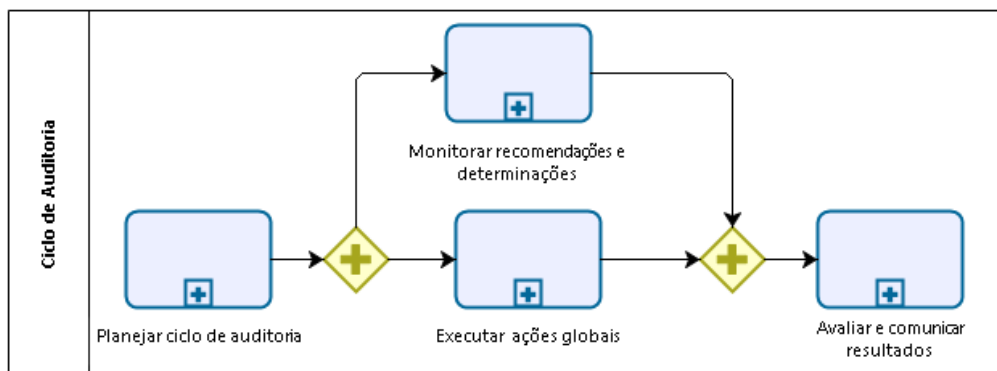 Ciclo de Auditoria
Monitorar recomendações e
determinações
Planejar ciclo de auditoria
Executar ações globais
Avaliar e comunicar
resultados